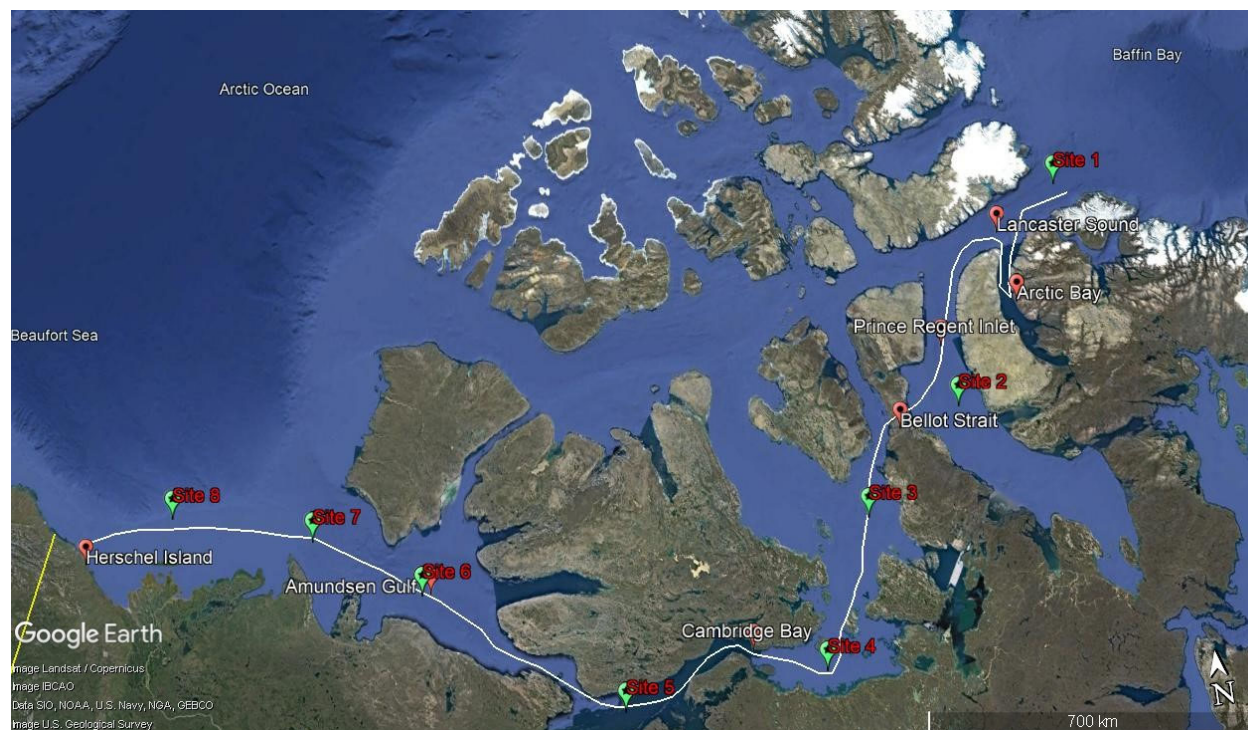 Baffin Bay
Arctic Ocean
Site 1
Lancaster Sound
Arctic Bay
Prince Regent Inlet
Beaufort Sea
Site 2
Bellot Strait
Site 3
Site 8
Site 7
Herschel Island
Site 6
Amundsen Gulf
Cambridge Bay
Site 4
Google Earth
Image Landsat / Copernicus
Image IBCAO
Site 5
Data SIO, NOAA, U.S. Navy, NGA, GEBCO
Image U.S. Geological Survey
N
700 km